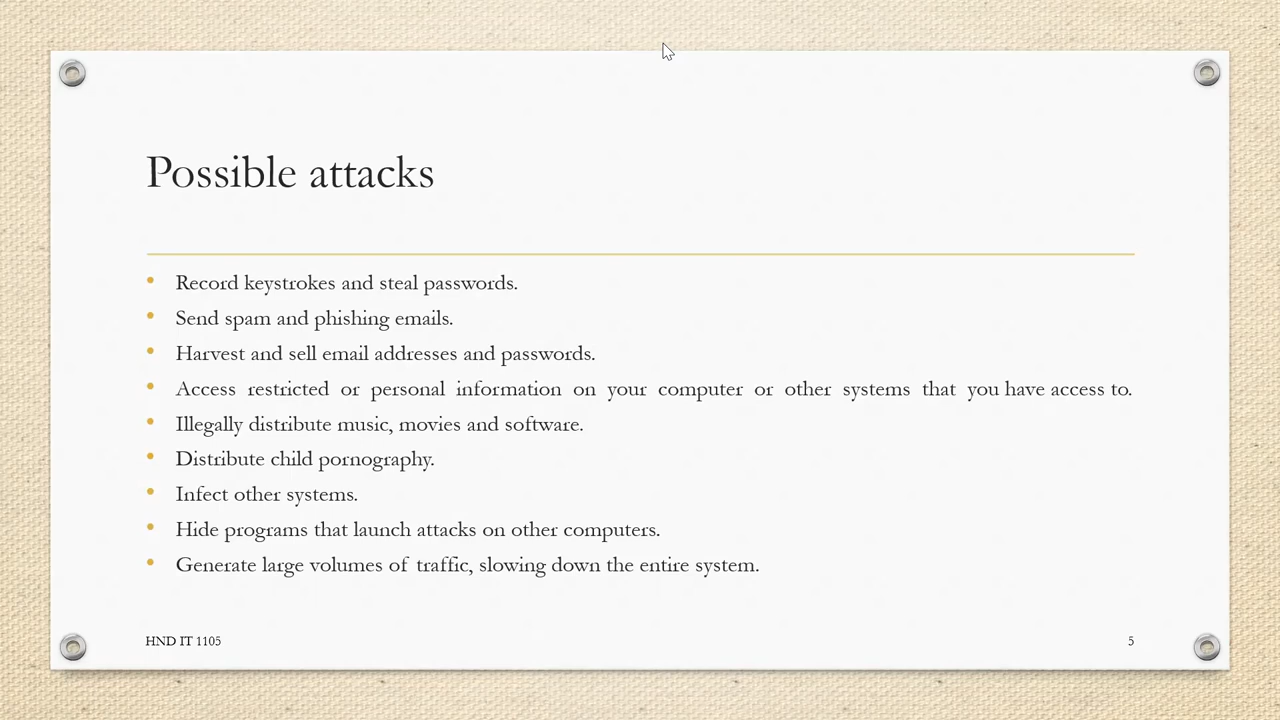 Possible attacks
• Record keystrokes and steal passwords.
• Send spam and phishing emails.
• Harvest and sell email addresses and passwords.
• Access restricted or personal information on your computer or other systems that you have access to.
• Illegally distribute music, movies and software.
• Distribute child pornography.
• Infect other systems.
• Hide programs that launch attacks on other computers.
• Generate large volumes of traffic, slowing down the entire system.
HND IT 1105
5